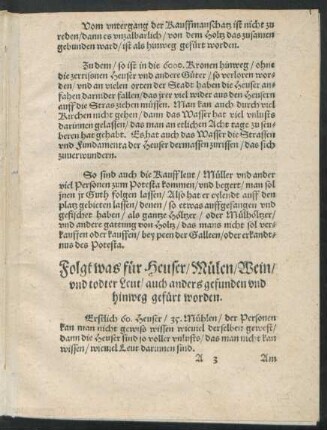 Vom vntergang der Kauffmanschatz ist nicht zu
reden/ dann es vnzalbarlich/ von dem Holtz das zusamen
gebunden ward/ ist als hinweg gefürt worden.
Zu dem/ so ist in die 6000. Kronen hinweg/ ohne
die zerrissnen Heuser vnd andere Güter/ so verloren wor-
den/ vnd an vielen orten der Stadt haben die Heuser an-
fahen darnider fallen/ das jrer viel wider aus den Heusern
auff die Stras ziehen müssen. Man kan auch durch viel
Kirchen nicht gehen/ dann das Wasser hat viel vnlusts
darinnen gelassen/ das man an etlichen Acht tage zu seu-
beren hat gehabt. Es hat auch das Wasser die Strassen
vnd Fundamenta der Heuser dermassen zurissen/ das sich
zuuerwundern.
So sind auch die Kauffleut/ Müller vnd ander
viel Personen zum Potesta kommen/ vnd begert/ man sol
jnen jr Guth folgen lassen/ Also hat er eylendt auff den
platz gebieten lassen/ denen/ so etwas auffgefangen vnd
gefischet haben/ als gantze Höltzer/ oder Mülhöltzer/
vnd andere gattung von Holtz/ das mans nicht sol ver-
kauffen oder kauffen/ bey peen der Galleen/ oder erkandt-
nus des Potesta.
Folgt was für Heuser/ Mülen/ Wein/
vnd todter Leut/ auch anders gefunden vnd
hinweg gefürt worden.
Erstlich 60. Heuser/ 35. Mühlen/ der Personen
kan man nicht gewiß wissen wieuiel derselben gewest/
dann die Heuser sind so voller vnlusts/ das man nicht kan
wissen/ wieuiel Leut darinnen sind.
A 3 Am